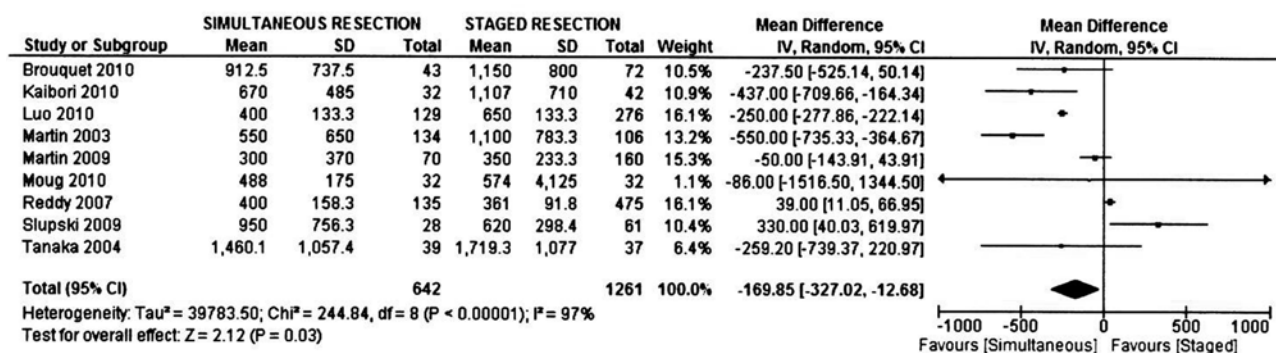 SIMULTANEOUS RESECTION STAGED RESECTION Mean Difference Mean Difference
Study or Subgroup Mean SD Total Mean SD Total Weight IV, Random, 95% CI IV, Random, 95% CI
Brouquet 2010 912.5 737.5 43 1,150 800 72 10.5% -237.50 [-525.14, 50.14]
Kaibori 2010 670 485 32 1,107 710 42 10.9% -437.00 [-709.66, -164.34]
Luo 2010 400 133.3 129 650 133.3 276 16.1% -250.00 [-277.86, -222.14]
Martin 2003 550 650 134 1,100 783.3 106 13.2% -550.00 [-735.33, -364.67]
Martin 2009 300 370 70 350 233.3 160 15.3% -50.00 [-143.91, 43.91]
Moug 2010 488 175 32 574 4,125 32 1.1% -86.00 [-1516.50, 1344.50]
Reddy 2007 400 158.3 135 361 91.8 475 16.1% 39.00 [11.05, 66.95]
Slupski 2009 950 756.3 28 620 298.4 61 10.4% 330.00 [40.03, 619.97]
Tanaka 2004 1,460.1 1,057.4 39 1,719.3 1,077 37 6.4% -259.20 [-739.37, 220.97]
Total (95% CI) 642 1261 100.0% -169.85 [-327.02, -12.68]
Heterogeneity: Tau² = 39783.50; Chi² = 244.84, df = 8 (P < 0.00001); I² = 97%
Test for overall effect: Z = 2.12 (P = 0.03)
-1000 -500 0 500 1000
Favours [Simultaneous] Favours [Staged]